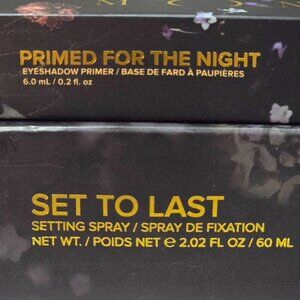 PRIMED FOR THE NIGHT
EYESHADOW PRIMER / BASE DE FARD À PAUPIÈRES
6.0 mL / 0.2 fl. oz
SET TO LAST
SETTING SPRAY / SPRAY DE FIXATION
NET WT. / POIDS NET ℮ 2.02 FL OZ / 60 ML